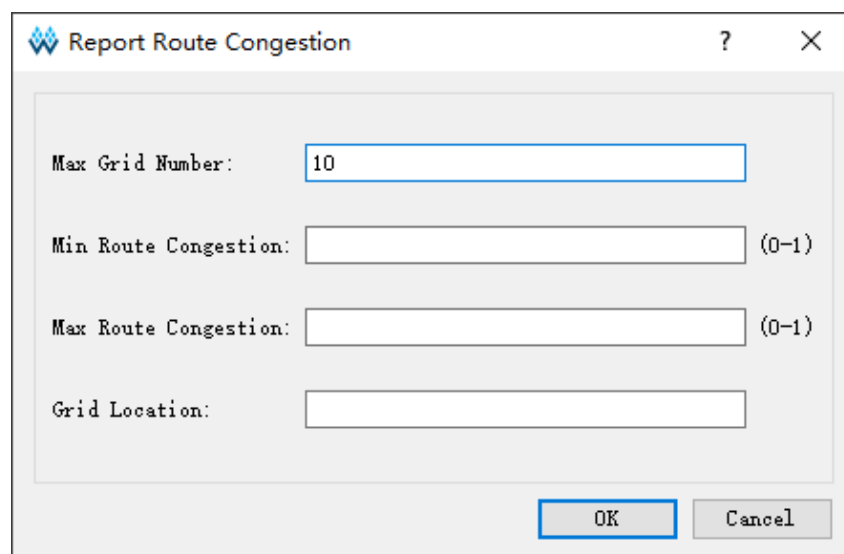 Report Route Congestion ?
Max Grid Number: 10
Min Route Congestion: (0-1)
Max Route Congestion: (0-1)
Grid Location:
OK Cancel